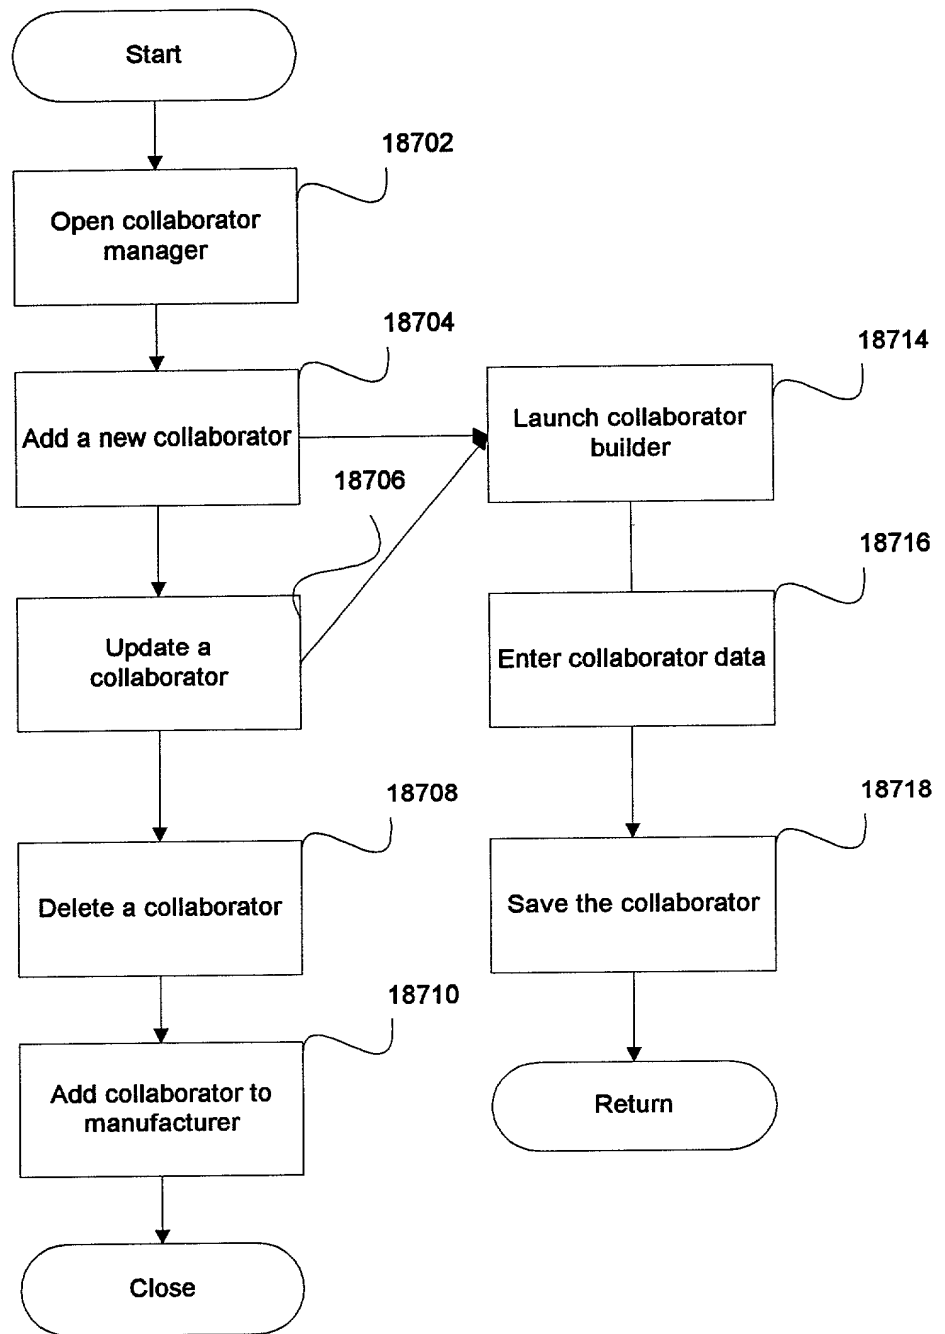 Start
18702
Open collaborator
manager
18704
Add a new collaborator
18706
Update a
collaborator
18708
Delete a collaborator
18710
Add collaborator to
manufacturer
Close
18714
Launch collaborator
builder
18716
Enter collaborator data
18718
Save the collaborator
Return